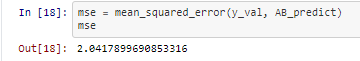 In [18]: mse = mean_squared_error(y_val, AB_predict)
mse
Out[18]: 2.0417899690853316